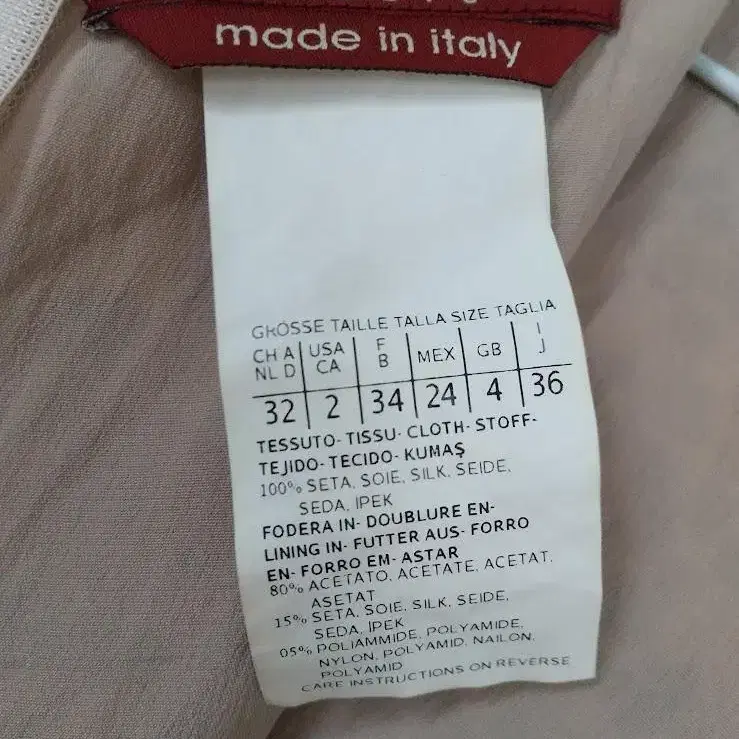 made in italy
GRÖSSE TAILLE TALLA SIZE TAGLIA
CH A NL D | USA CA | F B | MEX | GB | I J
32 | 2 | 34 | 24 | 4 | 36
TESSUTO- TISSU- CLOTH- STOFF-
TEJIDO- TECIDO- KUMAŞ
100% SETA, SOIE, SILK, SEIDE,
SEDA, IPEK
FODERA IN- DOUBLURE EN-
LINING IN- FUTTER AUS- FORRO
EN- FORRO EM- ASTAR
80% ACETATO, ACETATE, ACETAT,
ASETAT
15% SETA, SOIE, SILK, SEIDE,
SEDA, IPEK
05% POLIAMMIDE, POLYAMIDE,
NYLON, POLYAMID, NAILON,
POLYAMID
CARE INSTRUCTIONS ON REVERSE